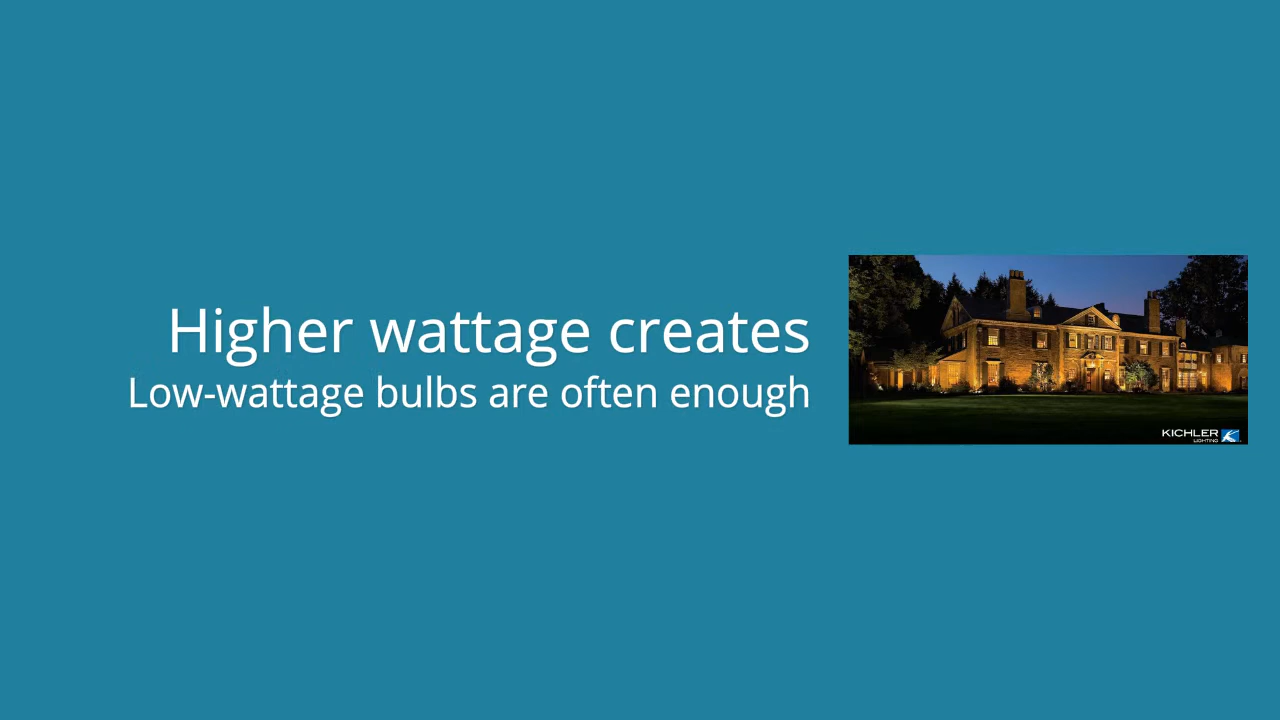 Higher wattage creates
Low-wattage bulbs are often enough
KICHLER
LIGHTING